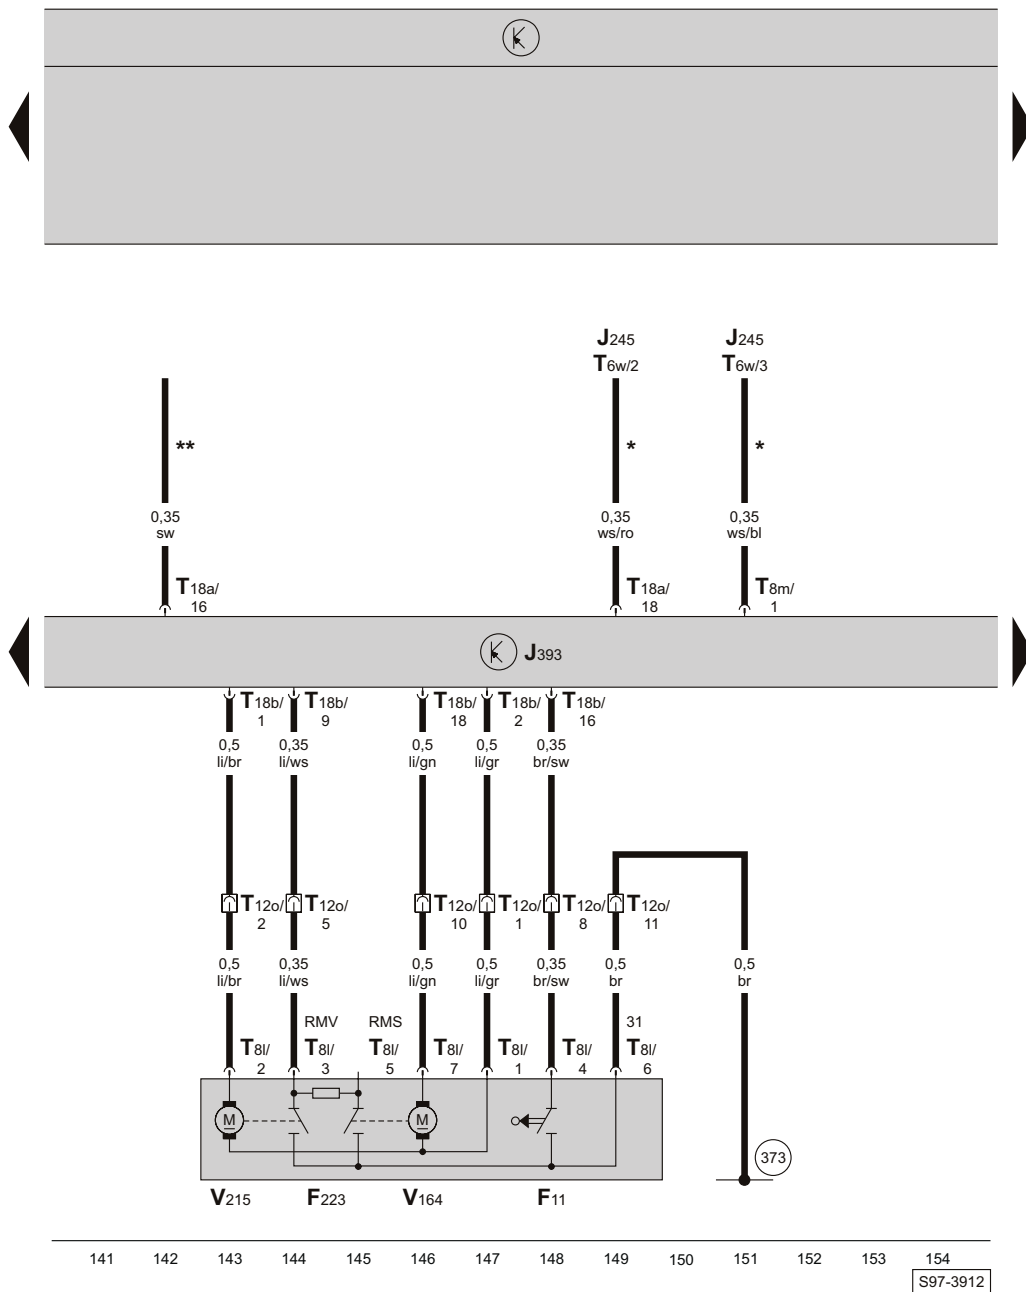 J245 J245
T6w/2 T6w/3
** * *
0,35 0,35 0,35
sw ws/ro ws/bl
T18a/ T18a/ T8m/
16 18 1
J393
T18b/ T18b/ T18b/ T18b/ T18b/
1 9 18 2 16
0,5 0,35 0,5 0,5 0,35
li/br li/ws li/gn li/gr br/sw
T12o/ T12o/ T12o/ T12o/ T12o/ T12o/
2 5 10 1 8 11
0,5 0,35 0,5 0,5 0,35 0,5 0,5
li/br li/ws li/gn li/gr br/sw br br
RMV RMS 31
T8l/ T8l/ T8l/ T8l/ T8l/ T8l/ T8l/
2 3 5 7 1 4 6
M M
373
V215 F223 V164 F11
141 142 143 144 145 146 147 148 149 150 151 152 153 154
S97-3912